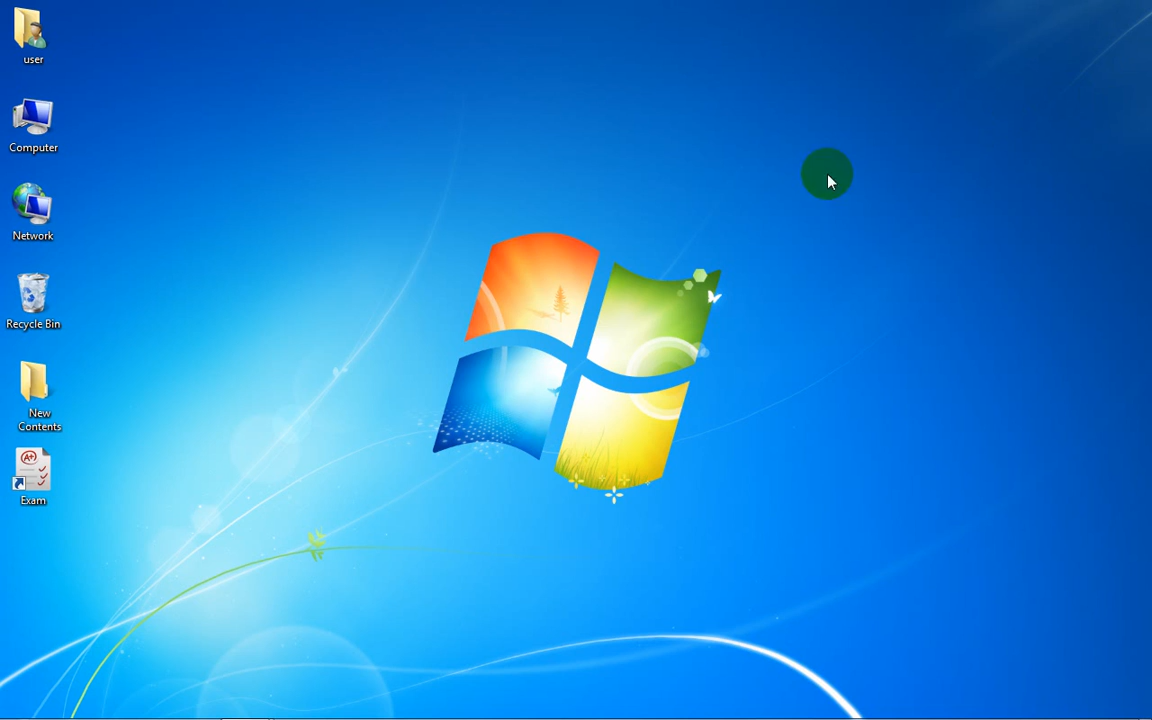 user
Computer
Network
Recycle Bin
New
Contents
A+
Exam